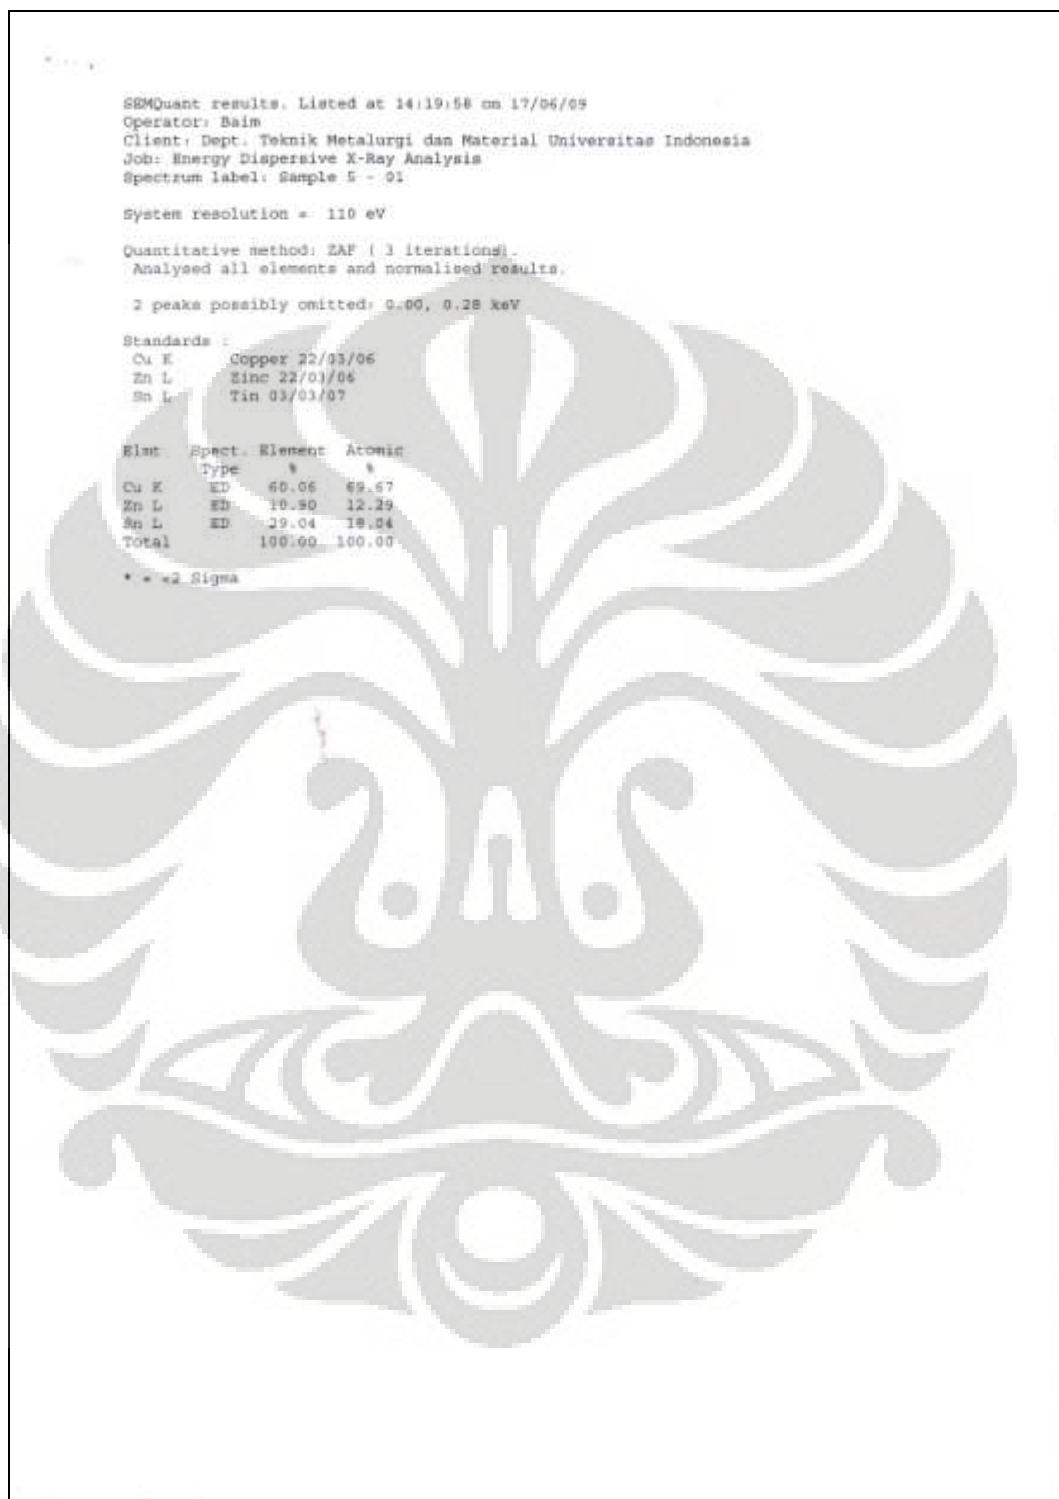 SEMQuant results. Listed at 14:19:58 on 17/06/09
Operator: Baim
Client: Dept. Teknik Metalurgi dan Material Universitas Indonesia
Job: Energy Dispersive X-Ray Analysis
Spectrum label: Sample 5 - 01
System resolution = 110 eV
Quantitative method: ZAF ( 3 iterations).
Analysed all elements and normalised results.
2 peaks possibly omitted: 0.00, 0.28 keV
Standards :
Cu K Copper 22/03/06
Zn L Zinc 22/03/06
Sn L Tin 03/03/07
Elmt Spect. Element Atomic
Type % %
Cu K ED 60.06 69.67
Zn L ED 10.90 12.29
Sn L ED 29.04 18.04
Total 100.00 100.00
* = <2 Sigma